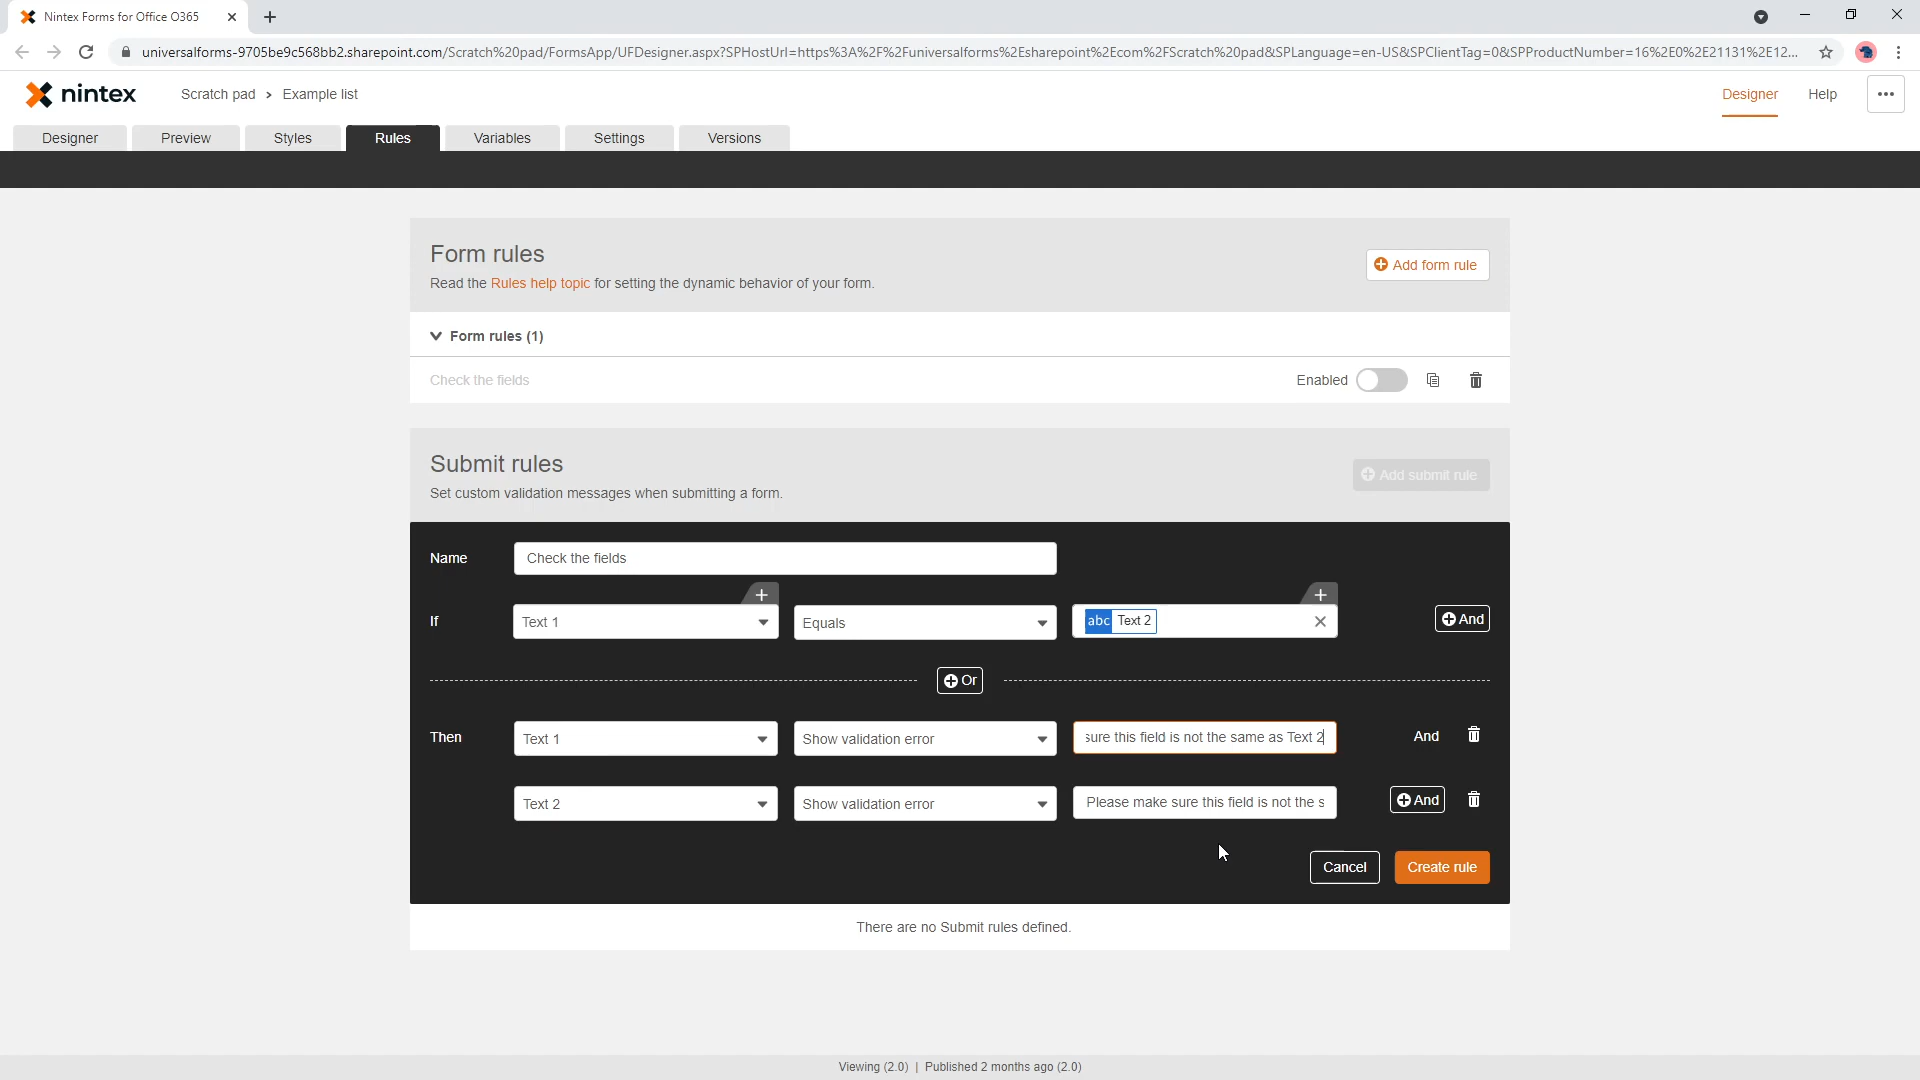 Nintex Forms for Office O365
universalforms-9705be9c568bb2.sharepoint.com/Scratch%20pad/FormsApp/UFDesigner.aspx?SPHostUrl=https%3A%2F%2Funiversalforms%2Esharepoint%2Ecom%2FScratch%20pad&SPLanguage=en-US&SPClientTag=0&SPProductNumber=16%2E0%2E21131%2E12...
nintex Scratch pad > Example list Designer Help
Designer Preview Styles Rules Variables Settings Versions
Form rules
Read the Rules help topic for setting the dynamic behavior of your form.
Add form rule
Form rules (1)
Check the fields Enabled
Submit rules
Set custom validation messages when submitting a form.
Add submit rule
Name Check the fields
If Text 1 Equals abc Text 2 And
Or
Then Text 1 Show validation error sure this field is not the same as Text 2 And
Text 2 Show validation error Please make sure this field is not the s And
Cancel Create rule
There are no Submit rules defined.
Viewing (2.0) | Published 2 months ago (2.0)